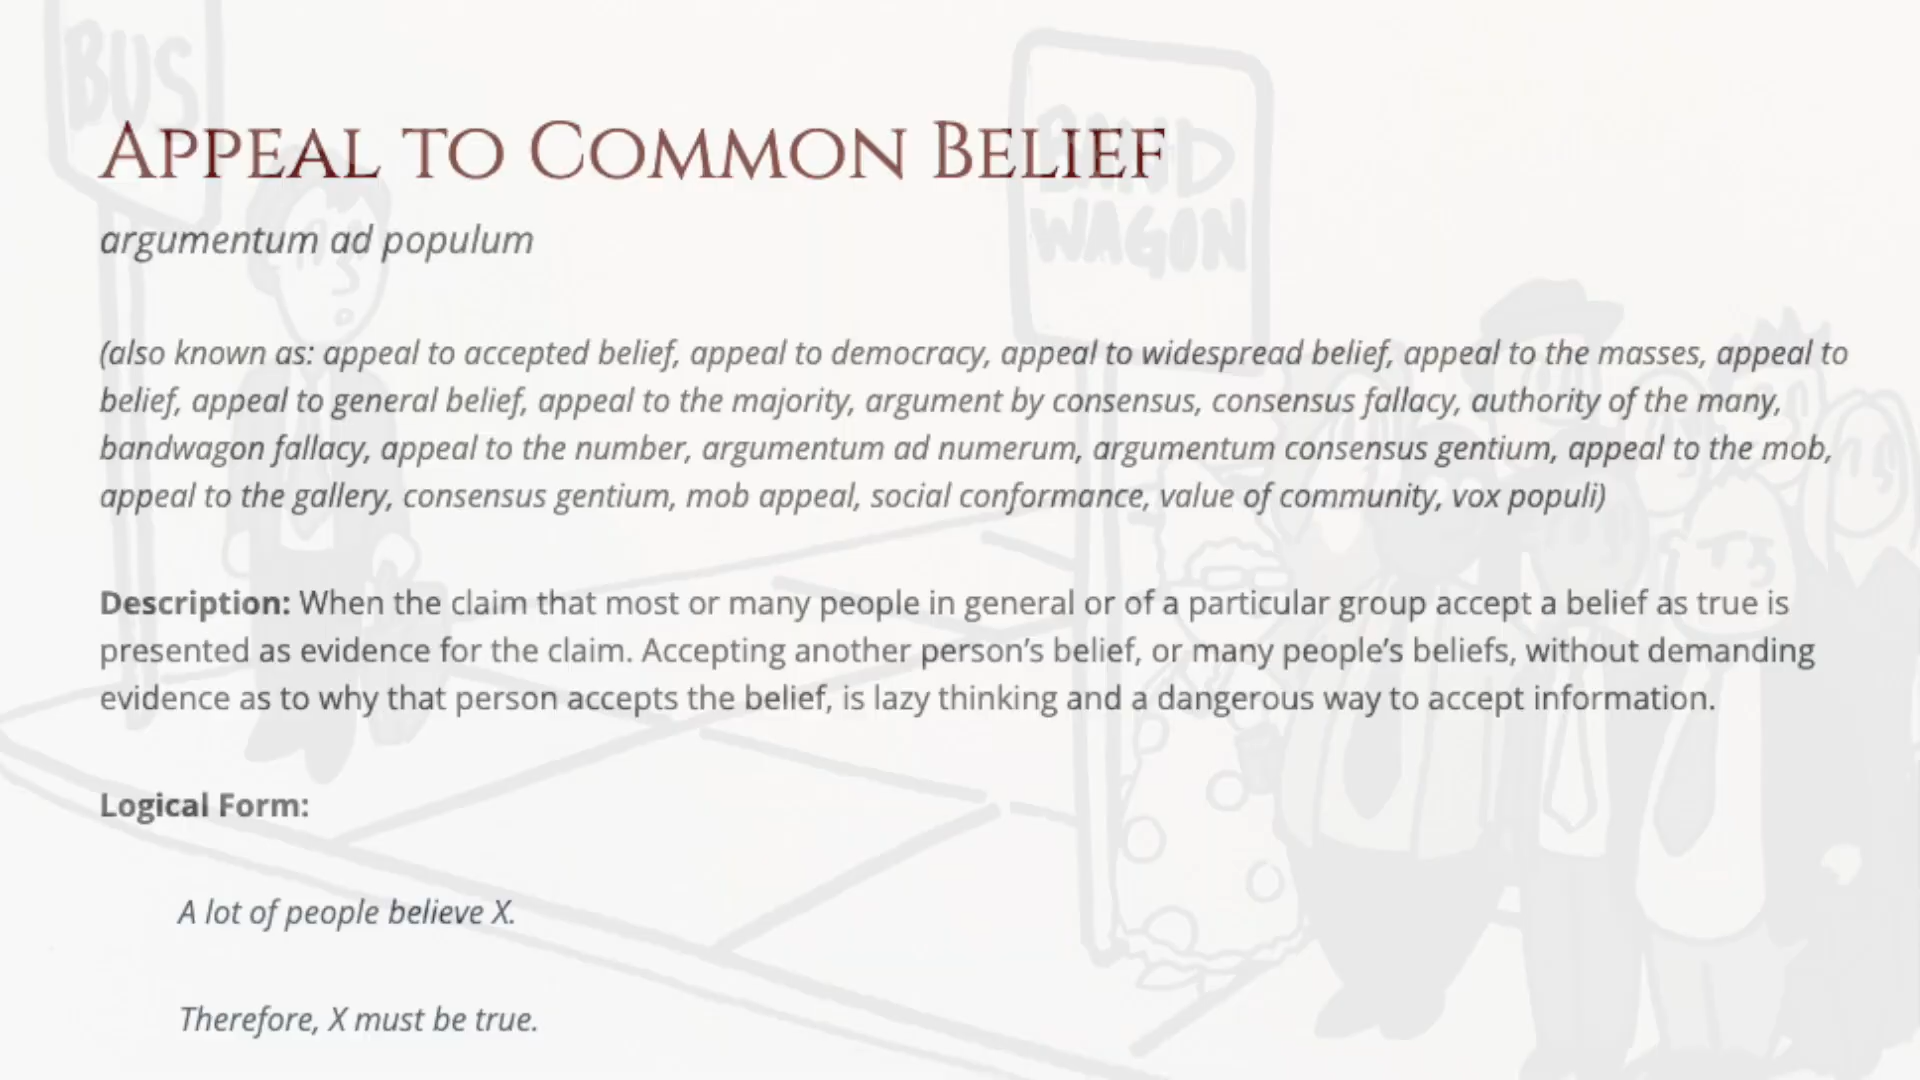 BUS
BAND
WAGON
APPEAL TO COMMON BELIEF
argumentum ad populum
(also known as: appeal to accepted belief, appeal to democracy, appeal to widespread belief, appeal to the masses, appeal to
belief, appeal to general belief, appeal to the majority, argument by consensus, consensus fallacy, authority of the many,
bandwagon fallacy, appeal to the number, argumentum ad numerum, argumentum consensus gentium, appeal to the mob,
appeal to the gallery, consensus gentium, mob appeal, social conformance, value of community, vox populi)
Description: When the claim that most or many people in general or of a particular group accept a belief as true is
presented as evidence for the claim. Accepting another person’s belief, or many people’s beliefs, without demanding
evidence as to why that person accepts the belief, is lazy thinking and a dangerous way to accept information.
Logical Form:
A lot of people believe X.
Therefore, X must be true.